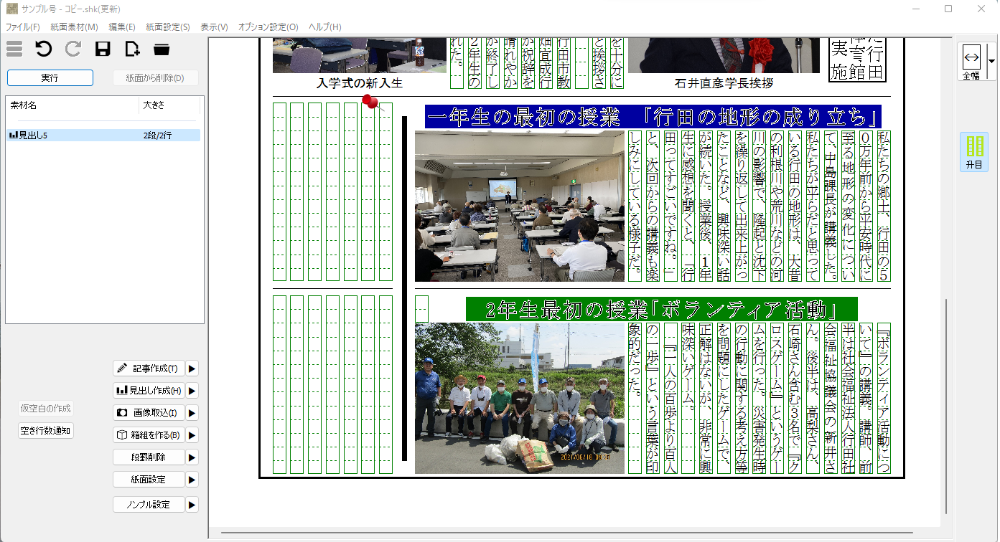 サンプル号 - コピー.shk(更新)
ファイル(F) 紙面素材(M) 編集(E) 紙面設定(S) 表示(V) オプション設定(O) ヘルプ(H)
実行
紙面から削除(D)
素材名 大きさ
見出し5 2段/2行
記事作成(T)
見出し作成(H)
仮空白の作成
画像取込(I)
空き行数通知
箱組を作る(B)
段罫削除
紙面設定
ノンブル設定
全幅
升目
行田
館
実
施
を十分に
と挨拶さ
行田市教
畑宜成行
が祝辞を
晴れやか
が終了し
2年生の
れた。
入学式の新入生
石井直彦学長挨拶
一年生の最初の授業 「行田の地形の成り立ち」
私たちの郷土、行田の5
0万年前から平安時代に
至る地形の変化につい
て、中島課長が講義した。
私たちが平らだと思って
いる行田の地形は、大昔
の利根川や荒川などの河
川の影響で、隆起と沈下
を繰り返して出来上がっ
たことなど、興味深い話
が続いた。授業後、1年
生に感想を聞くと、「行
田ってすごいですね。」
と、次回からの講義も楽
しみにしている様子だ。
2年生最初の授業「ボランティア活動」
『ボランティア活動につ
いて』の講義。講師、前
半は社会福祉法人行田社
会福祉協議会の新井さ
ん。後半は、高梨さん、
石崎さん含む3名で『ク
ロスゲーム』というゲー
ムを行った。災害発生時
の行動に関する考え方等
を問題にしたゲームで、
正解はないが、非常に興
味深いゲーム。
『一人の百歩より百人
の一歩』という言葉が印
象的だった。